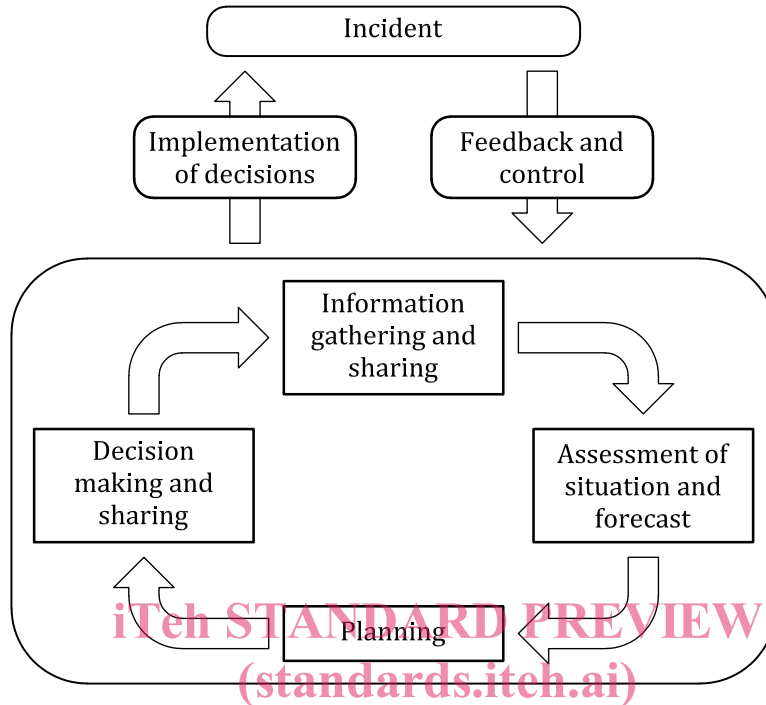 Incident
Implementation
of decisions
Feedback and
control
Information
gathering and
sharing
Decision
making and
sharing
Assessment of
situation and
forecast
Planning
iTeh STANDARD PREVIEW
(standards.iteh.ai)